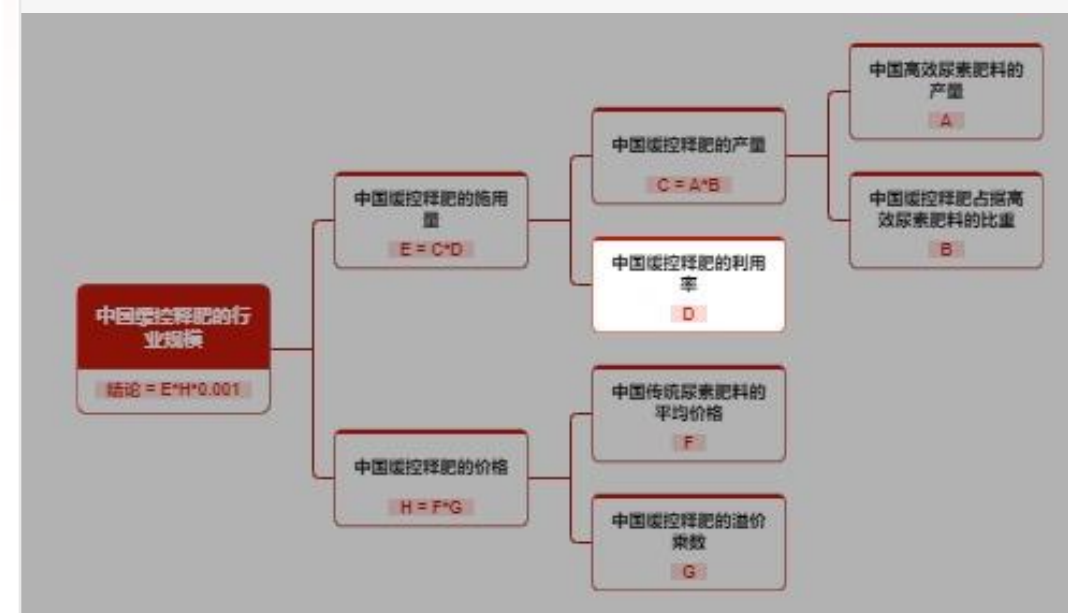 中国高效尿素肥料的
产量
A
中国缓控释肥的产量
C = A*B
中国缓控释肥的施用
量
E = C*D
中国缓控释肥占据高
效尿素肥料的比重
B
中国缓控释肥的利用
率
D
中国缓控释肥的行
业规模
结论 = E*H*0.001
中国传统尿素肥料的
平均价格
F
中国缓控释肥的价格
H = F*G
中国缓控释肥的溢价
乘数
G